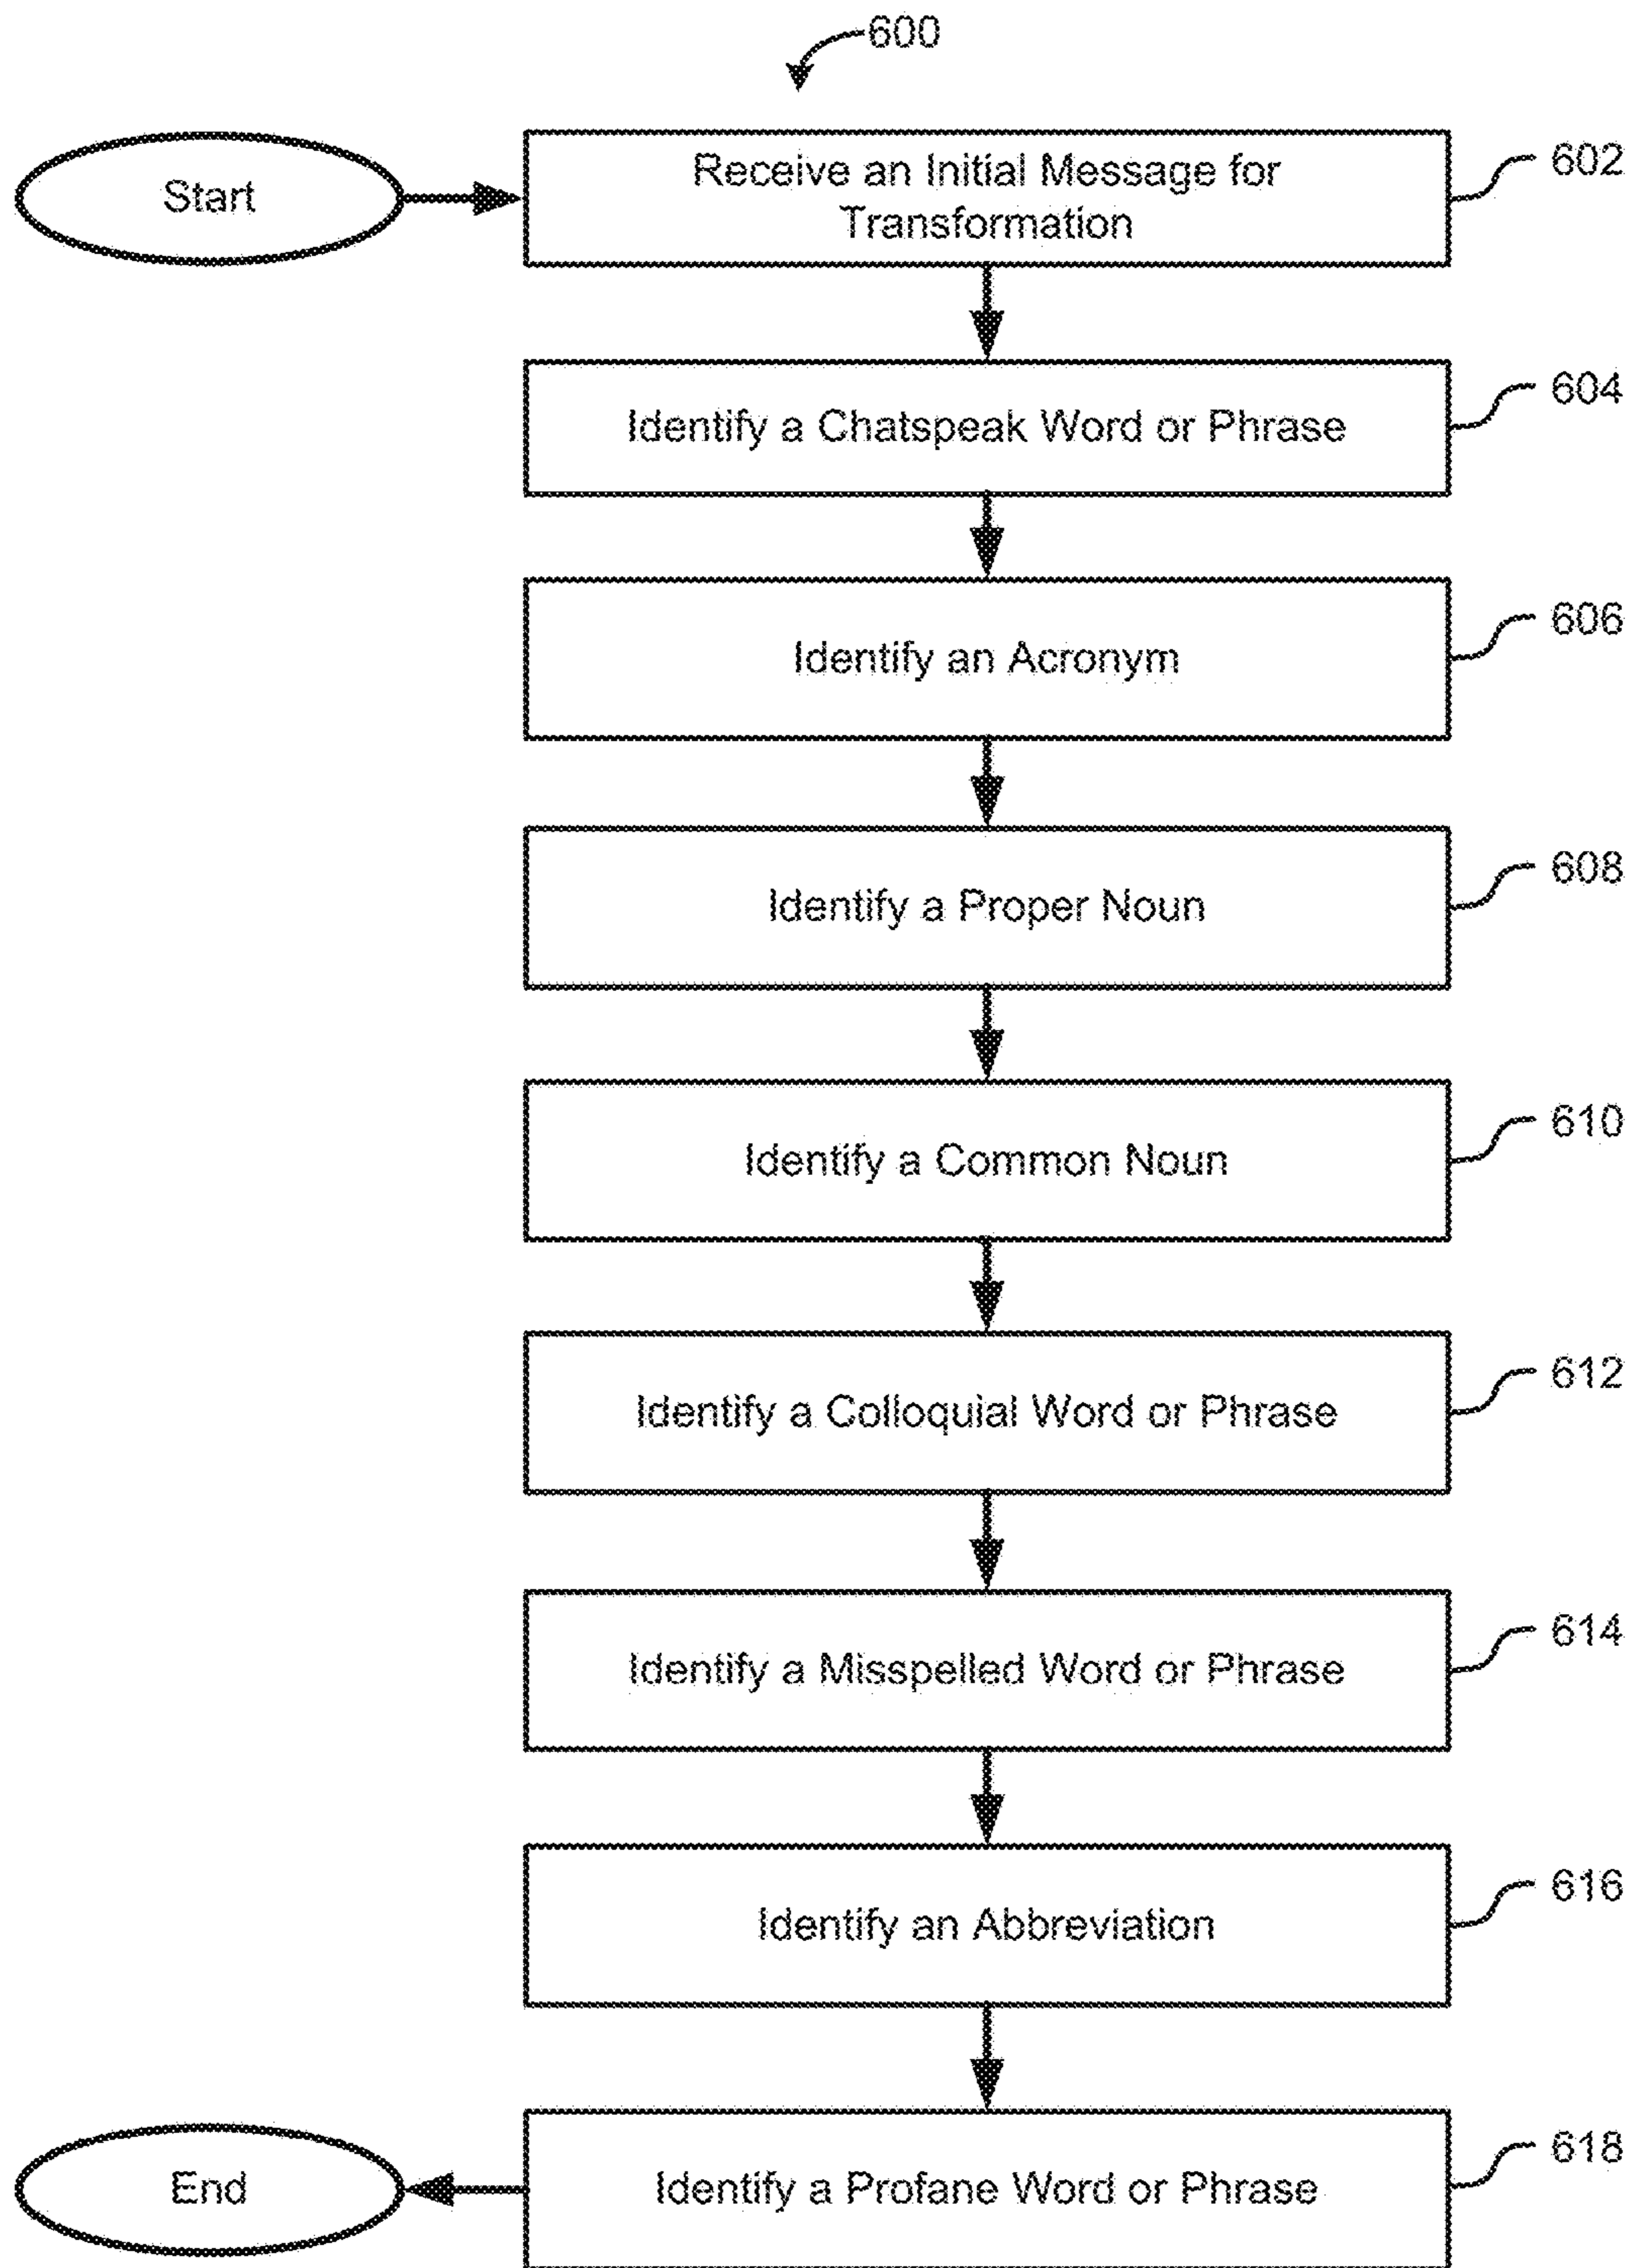 600
Start
Receive an Initial Message for
Transformation
602
Identify a Chatspeak Word or Phrase
604
Identify an Acronym
606
Identify a Proper Noun
608
Identify a Common Noun
610
Identify a Colloquial Word or Phrase
612
Identify a Misspelled Word or Phrase
614
Identify an Abbreviation
616
Identify a Profane Word or Phrase
618
End